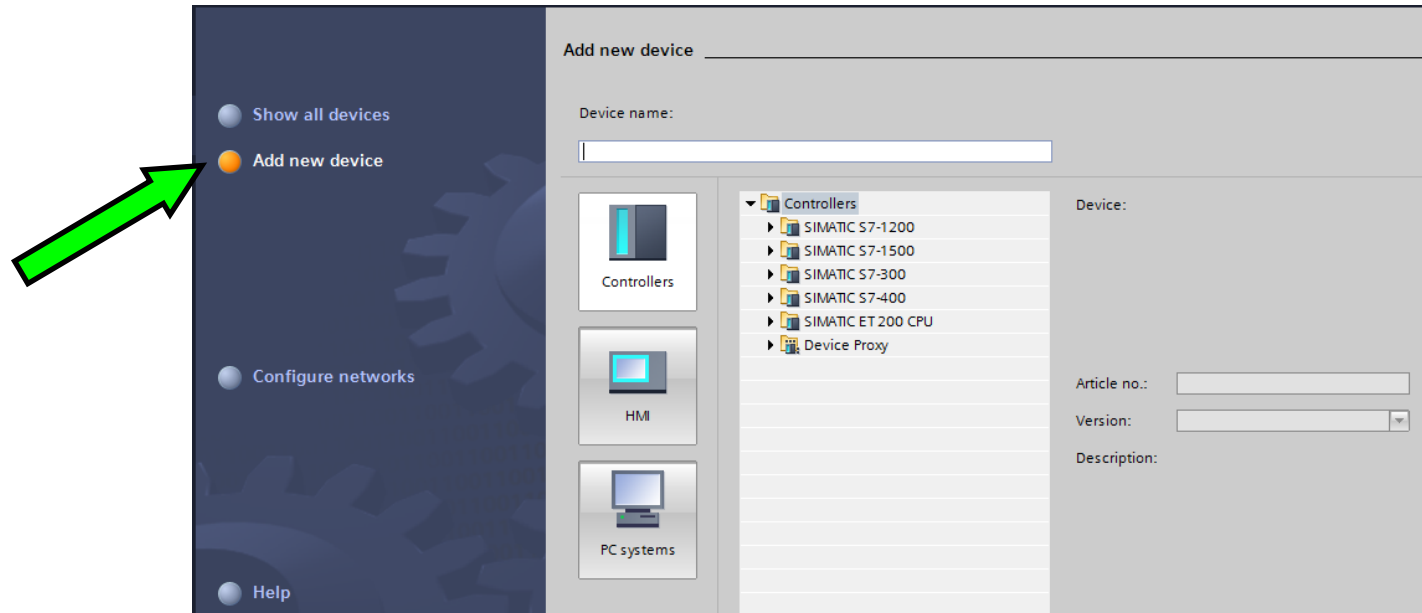 Show all devices
Add new device
Configure networks
Help
Add new device
Device name:
Controllers
HMI
PC systems
Controllers
SIMATIC S7-1200
SIMATIC S7-1500
SIMATIC S7-300
SIMATIC S7-400
SIMATIC ET 200 CPU
Device Proxy
Device:
Article no.:
Version:
Description: